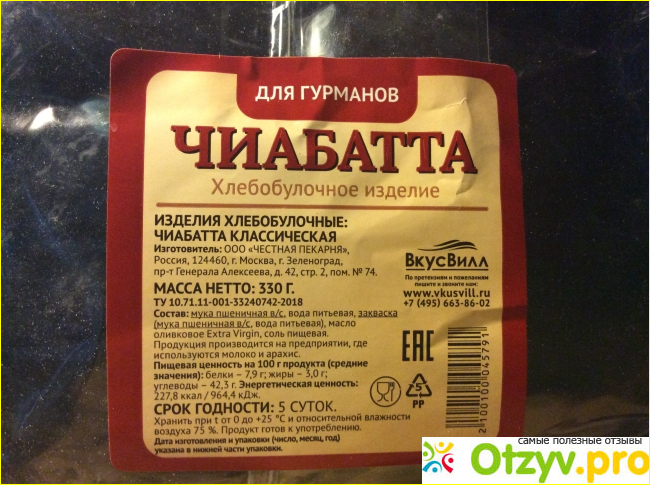 ДЛЯ ГУРМАНОВ
ЧИАБАТТА
Хлебобулочное изделие
ИЗДЕЛИЯ ХЛЕБОБУЛОЧНЫЕ:
ЧИАБАТТА КЛАССИЧЕСКАЯ
Изготовитель: ООО «ЧЕСТНАЯ ПЕКАРНЯ»,
Россия, 124460, г. Москва, г. Зеленоград,
пр-т Генерала Алексеева, д. 42, стр. 2, пом. № 74.
МАССА НЕТТО: 330 Г.
ТУ 10.71.11-001-33240742-2018
Состав: мука пшеничная в/с, вода питьевая, закваска
(мука пшеничная в/с, вода питьевая), масло
оливковое Extra Virgin, соль пищевая.
Продукция производится на предприятии, где
используются молоко и арахис.
Пищевая ценность на 100 г продукта (средние
значения): белки – 7,9 г; жиры – 3,0 г;
углеводы – 42,3 г. Энергетическая ценность:
227,8 ккал / 964,4 кДж.
СРОК ГОДНОСТИ: 5 СУТОК.
Хранить при t от 0 до +25 °С и относительной влажности
воздуха 75 %. Продукт готов к употреблению.
Дата изготовления и упаковки (число, месяц, год)
указана в нижней части упаковки.
ВкусВилл
По претензиям и пожеланиям
пишите и звоните нам:
www.vkusvill.ru
+7 (495) 663-86-02
ЕАС
5
PP
2100100045791
самые полезные отзывы
Otzyv.pro